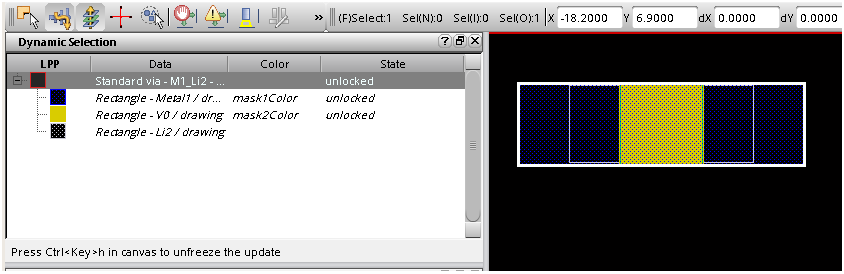 » (F)Select:1 Sel(N):0 Sel(I):0 Sel(O):1 X -18.2000 Y 6.9000 dX 0.0000 dY 0.0000
Dynamic Selection
LPP Data Color State
Standard via - M1_Li2 - ... unlocked
Rectangle - Metal1 / dr... mask1Color unlocked
Rectangle - V0 / drawing mask2Color unlocked
Rectangle - Li2 / drawing
Press Ctrl<Key>h in canvas to unfreeze the update